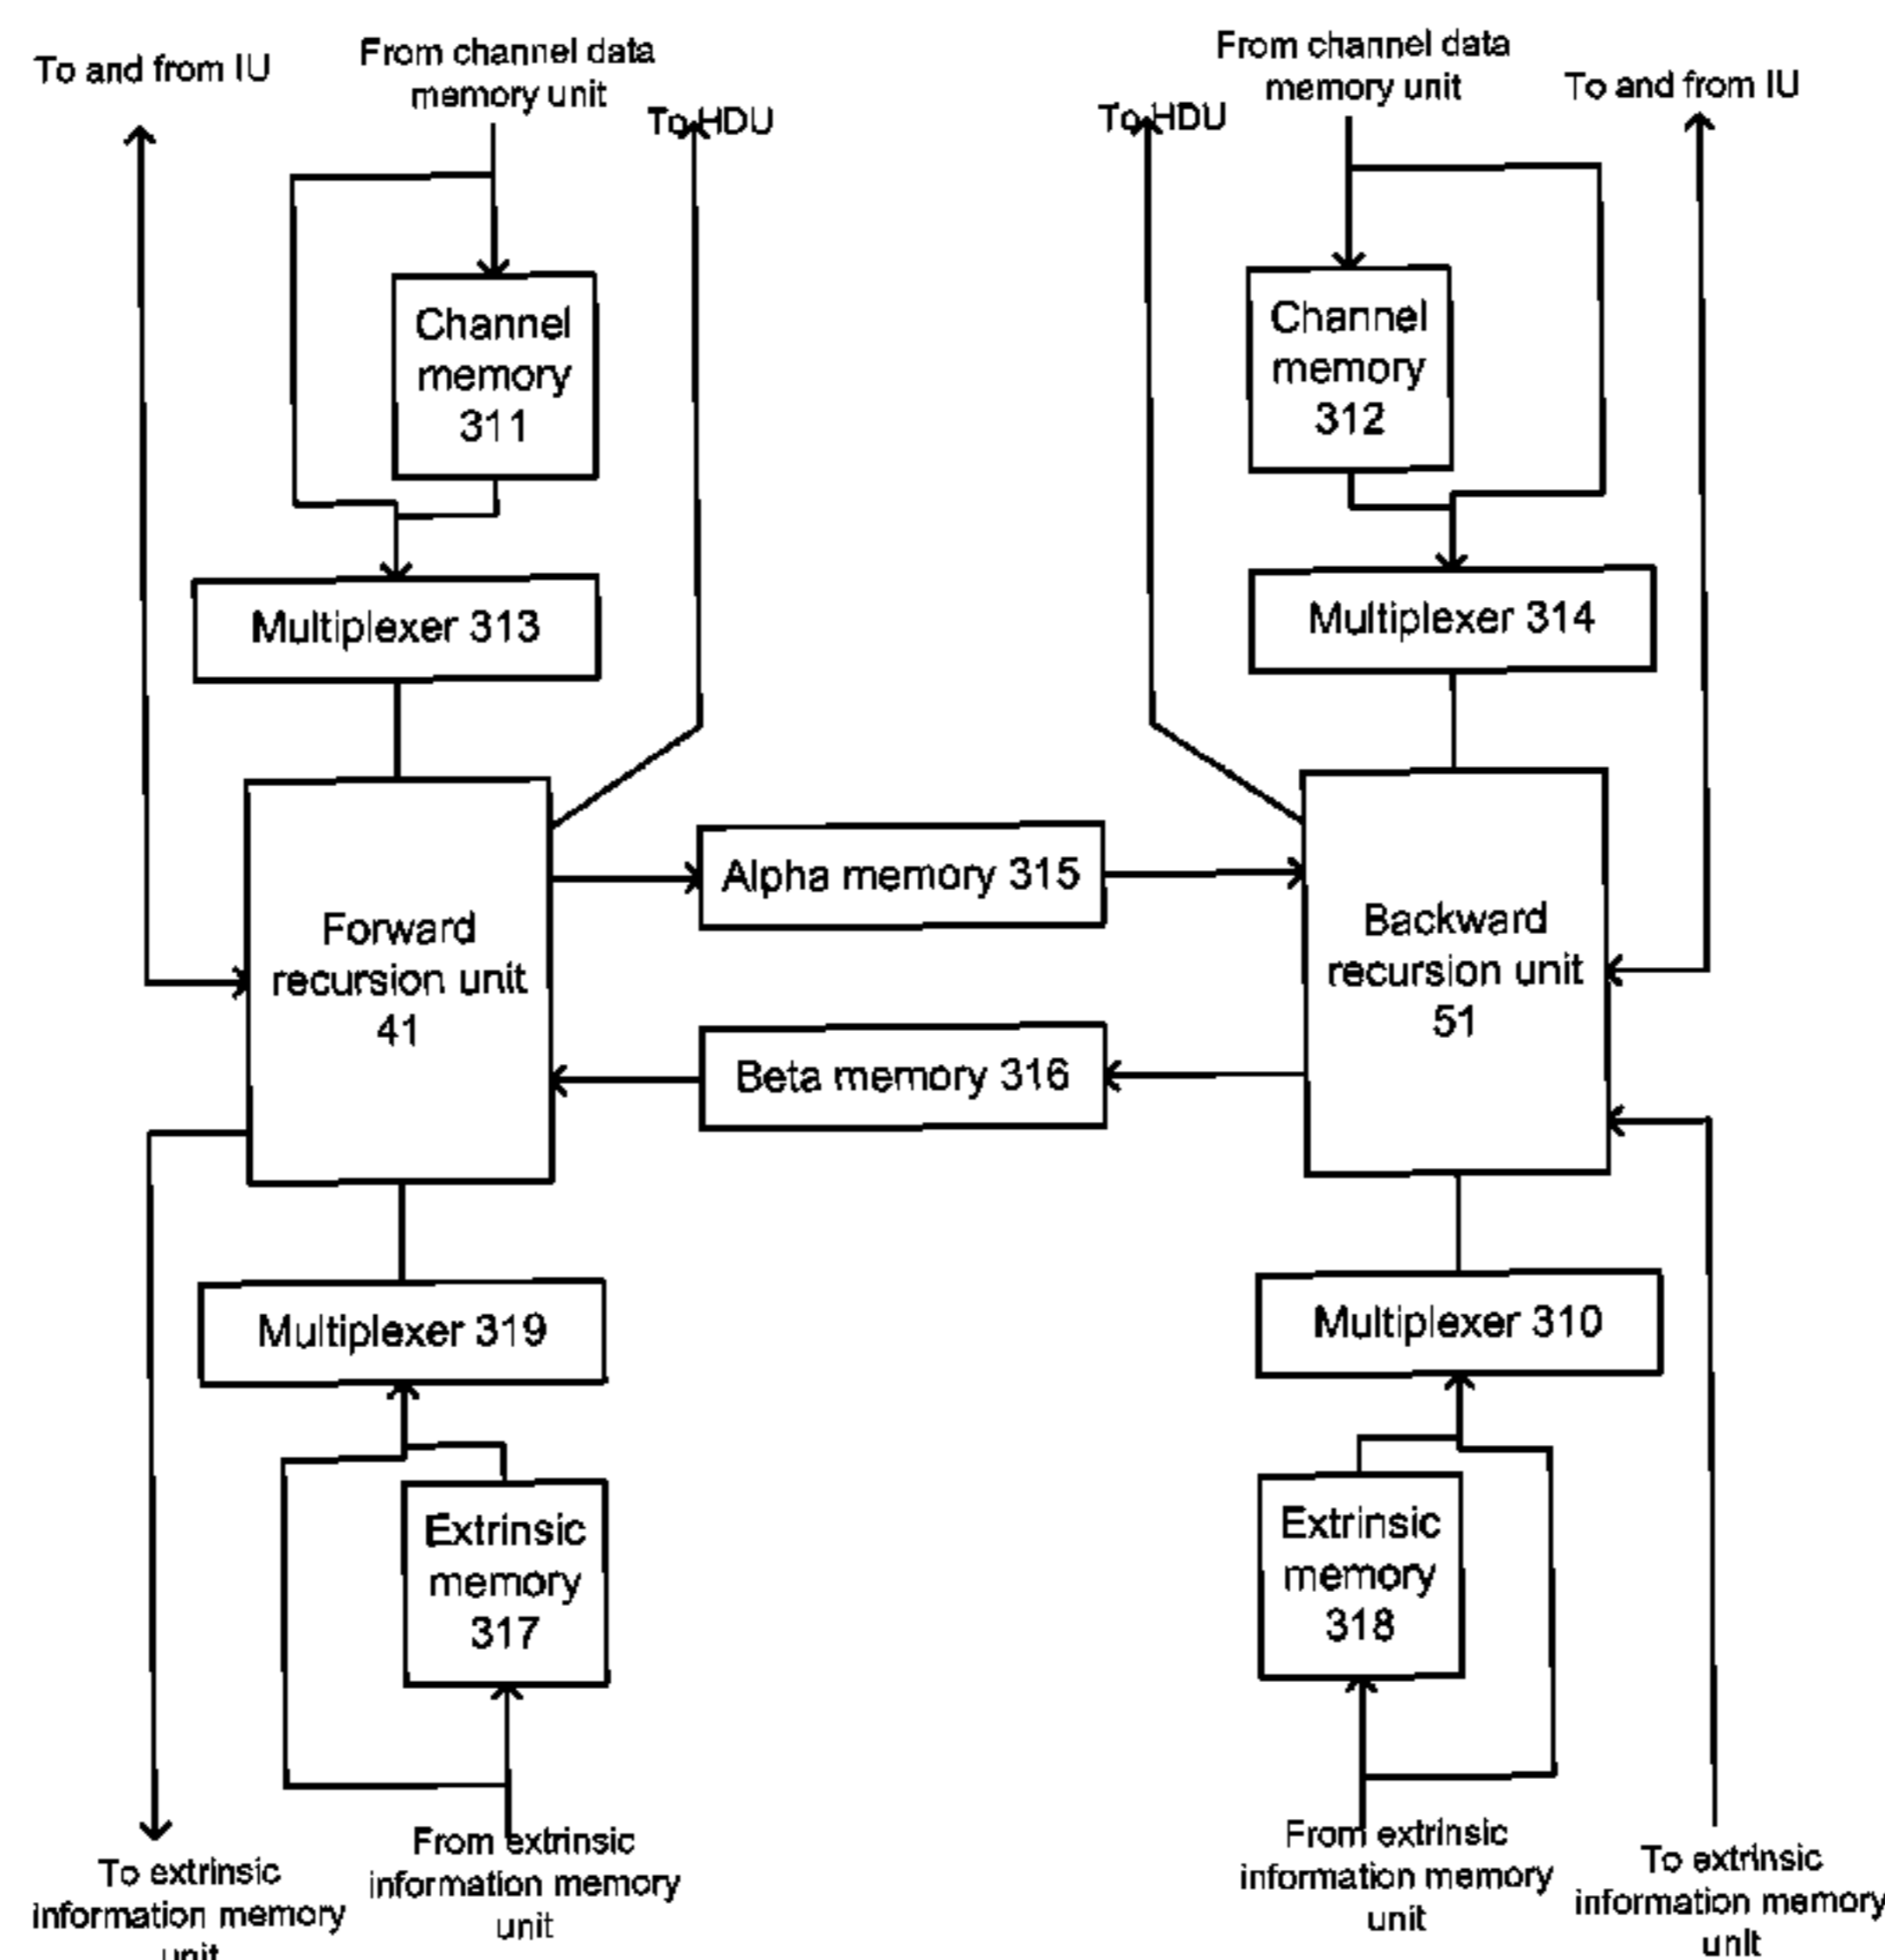 To and from IU
From channel data
memory unit
To HDU
To HDU
From channel data
memory unit
To and from IU
Channel
memory
311
Channel
memory
312
Multiplexer 313
Multiplexer 314
Forward
recursion unit
41
Alpha memory 315
Beta memory 316
Backward
recursion unit
51
Multiplexer 319
Multiplexer 310
Extrinsic
memory
317
Extrinsic
memory
318
To extrinsic
information memory
unit
From extrinsic
information memory
unit
From extrinsic
information memory
unit
To extrinsic
information memory
unit